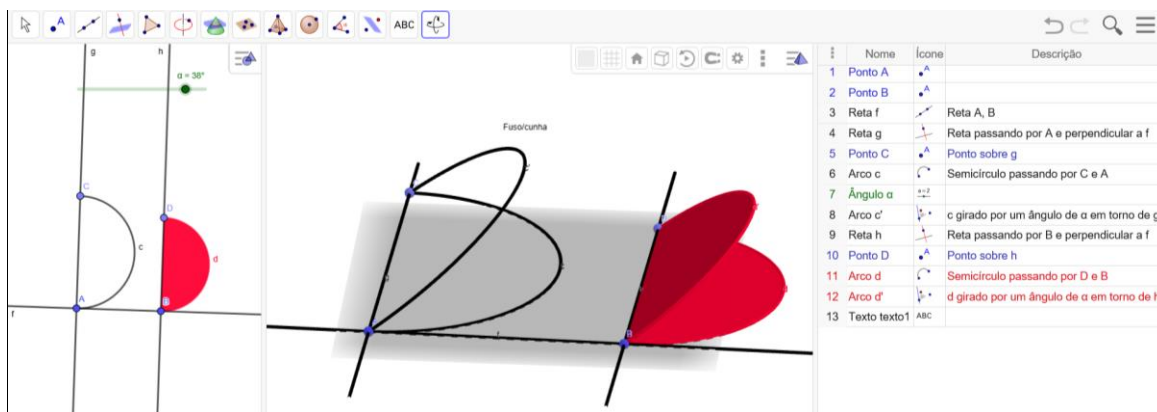 ABC
g
h
α = 38°
C
D
c
d
A
B
f
Fuso/cunha
B
f
Nome Ícone Descrição
1 Ponto A
2 Ponto B
3 Reta f Reta A, B
4 Reta g Reta passando por A e perpendicular a f
5 Ponto C Ponto sobre g
6 Arco c Semicírculo passando por C e A
7 Ângulo α a=2
8 Arco c' c girado por um ângulo de α em torno de g
9 Reta h Reta passando por B e perpendicular a f
10 Ponto D Ponto sobre h
11 Arco d Semicírculo passando por D e B
12 Arco d' d girado por um ângulo de α em torno de h
13 Texto texto1 ABC